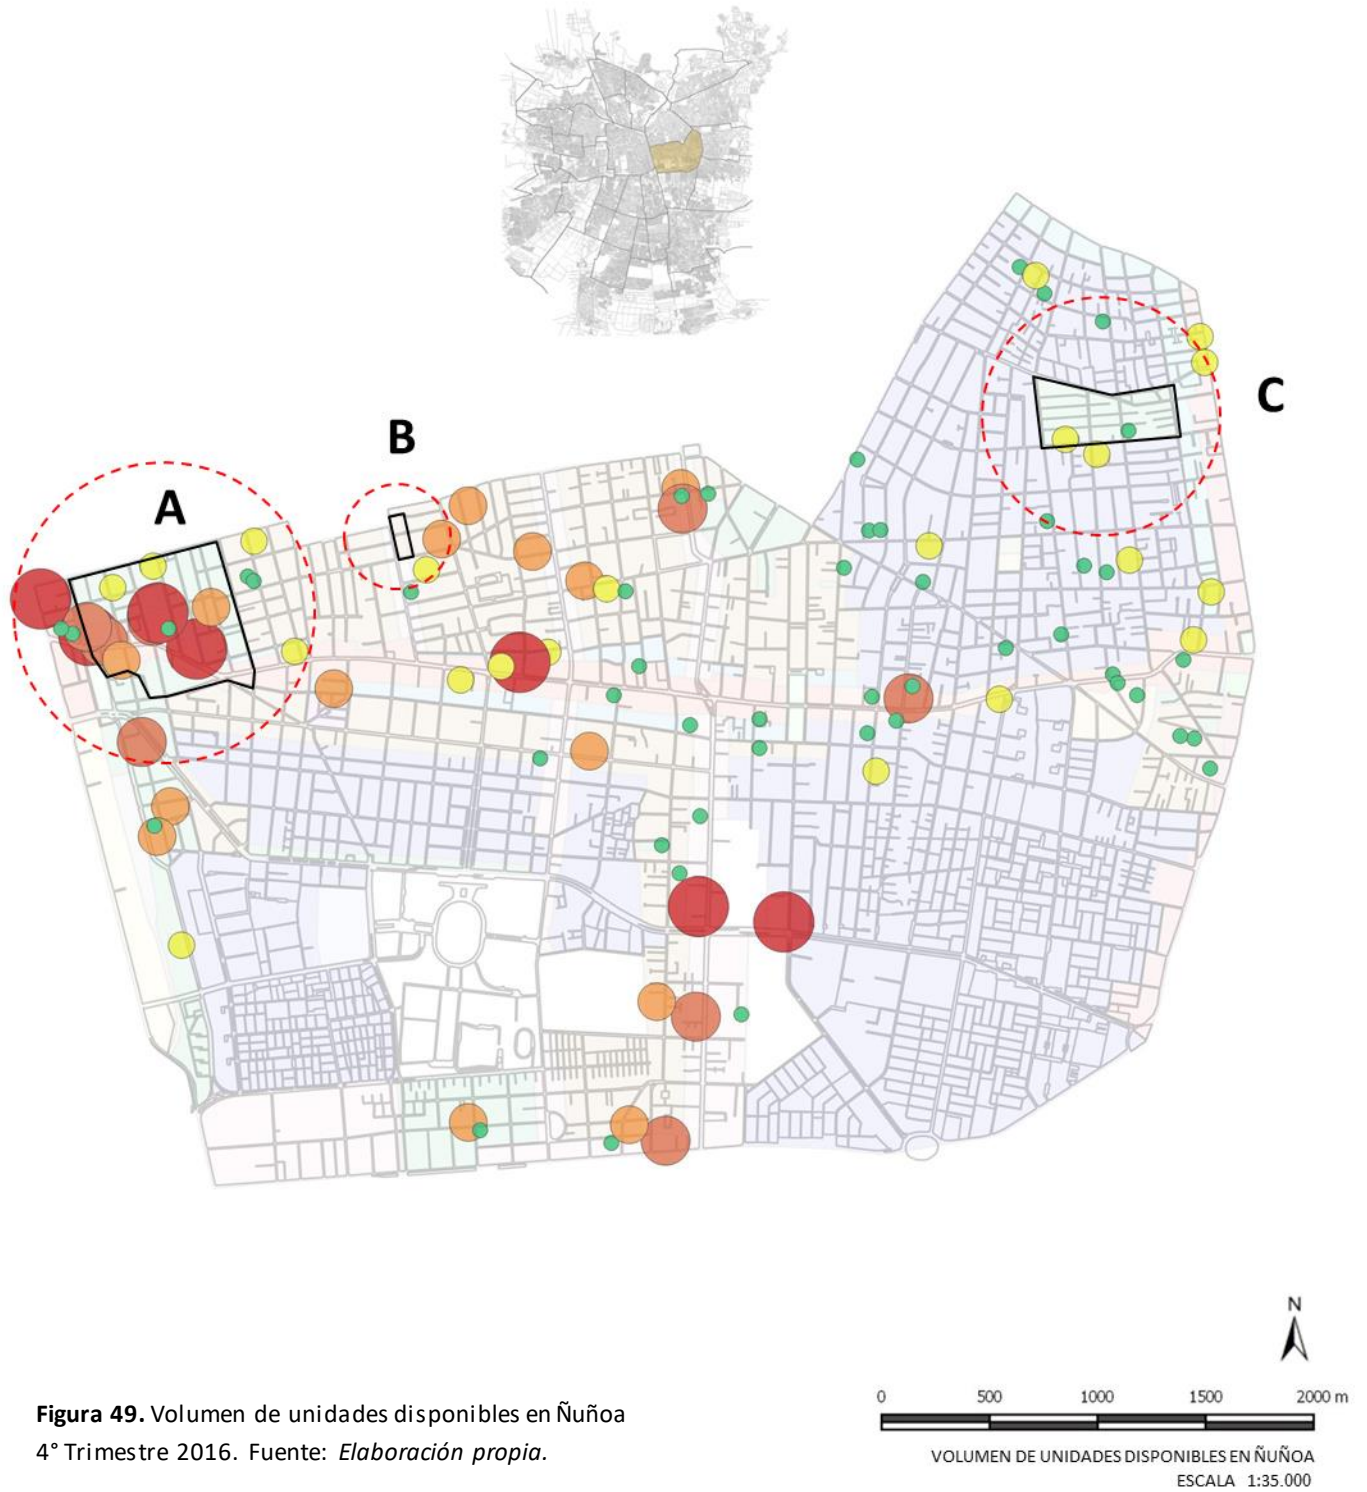 C
B
A
N
0 500 1000 1500 2000 m
Figura 49. Volumen de unidades disponibles en Ñuñoa
4° Trimestre 2016. Fuente: Elaboración propia.
VOLUMEN DE UNIDADES DISPONIBLES EN ÑUÑOA
ESCALA 1:35.000